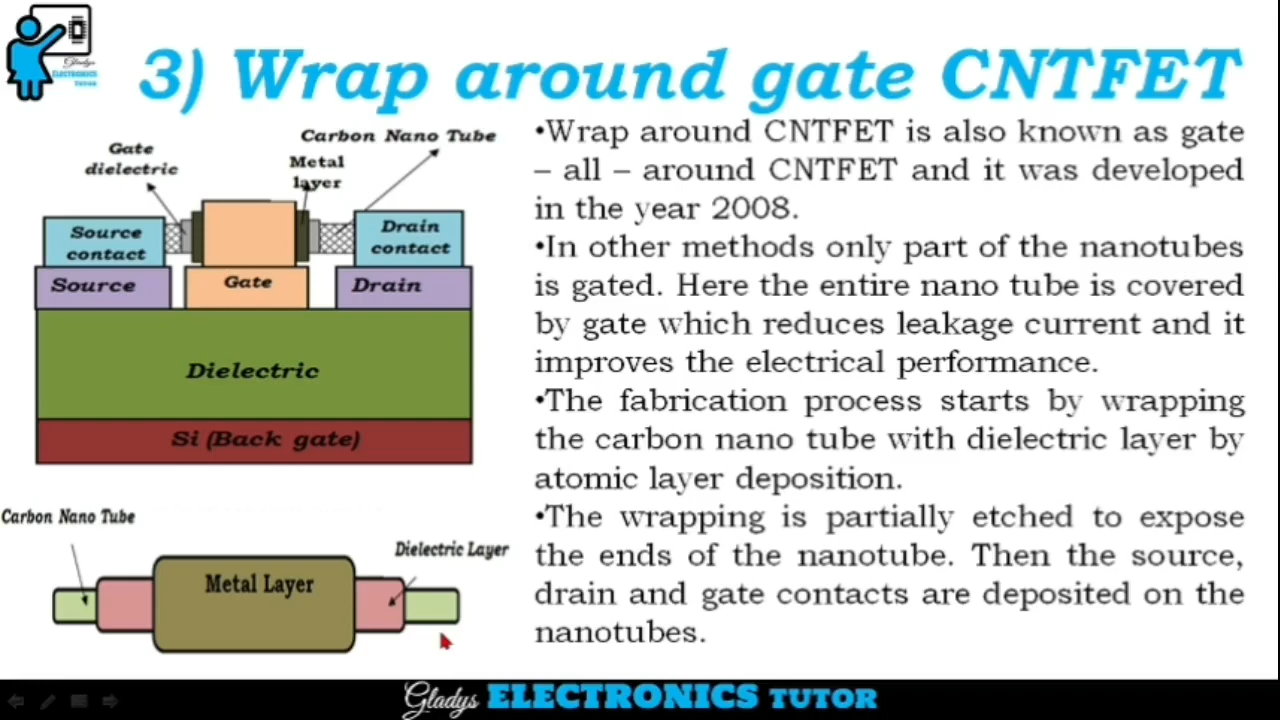 Gladys
ELECTRONICS
TUTOR
3) Wrap around gate CNTFET
Carbon Nano Tube
Gate
dielectric
Metal
layer
Source
contact
Drain
contact
Source
Gate
Drain
Dielectric
Si (Back gate)
Carbon Nano Tube
Dielectric Layer
Metal Layer
•Wrap around CNTFET is also known as gate
– all – around CNTFET and it was developed
in the year 2008.
•In other methods only part of the nanotubes
is gated. Here the entire nano tube is covered
by gate which reduces leakage current and it
improves the electrical performance.
•The fabrication process starts by wrapping
the carbon nano tube with dielectric layer by
atomic layer deposition.
•The wrapping is partially etched to expose
the ends of the nanotube. Then the source,
drain and gate contacts are deposited on the
nanotubes.
Gladys ELECTRONICS TUTOR